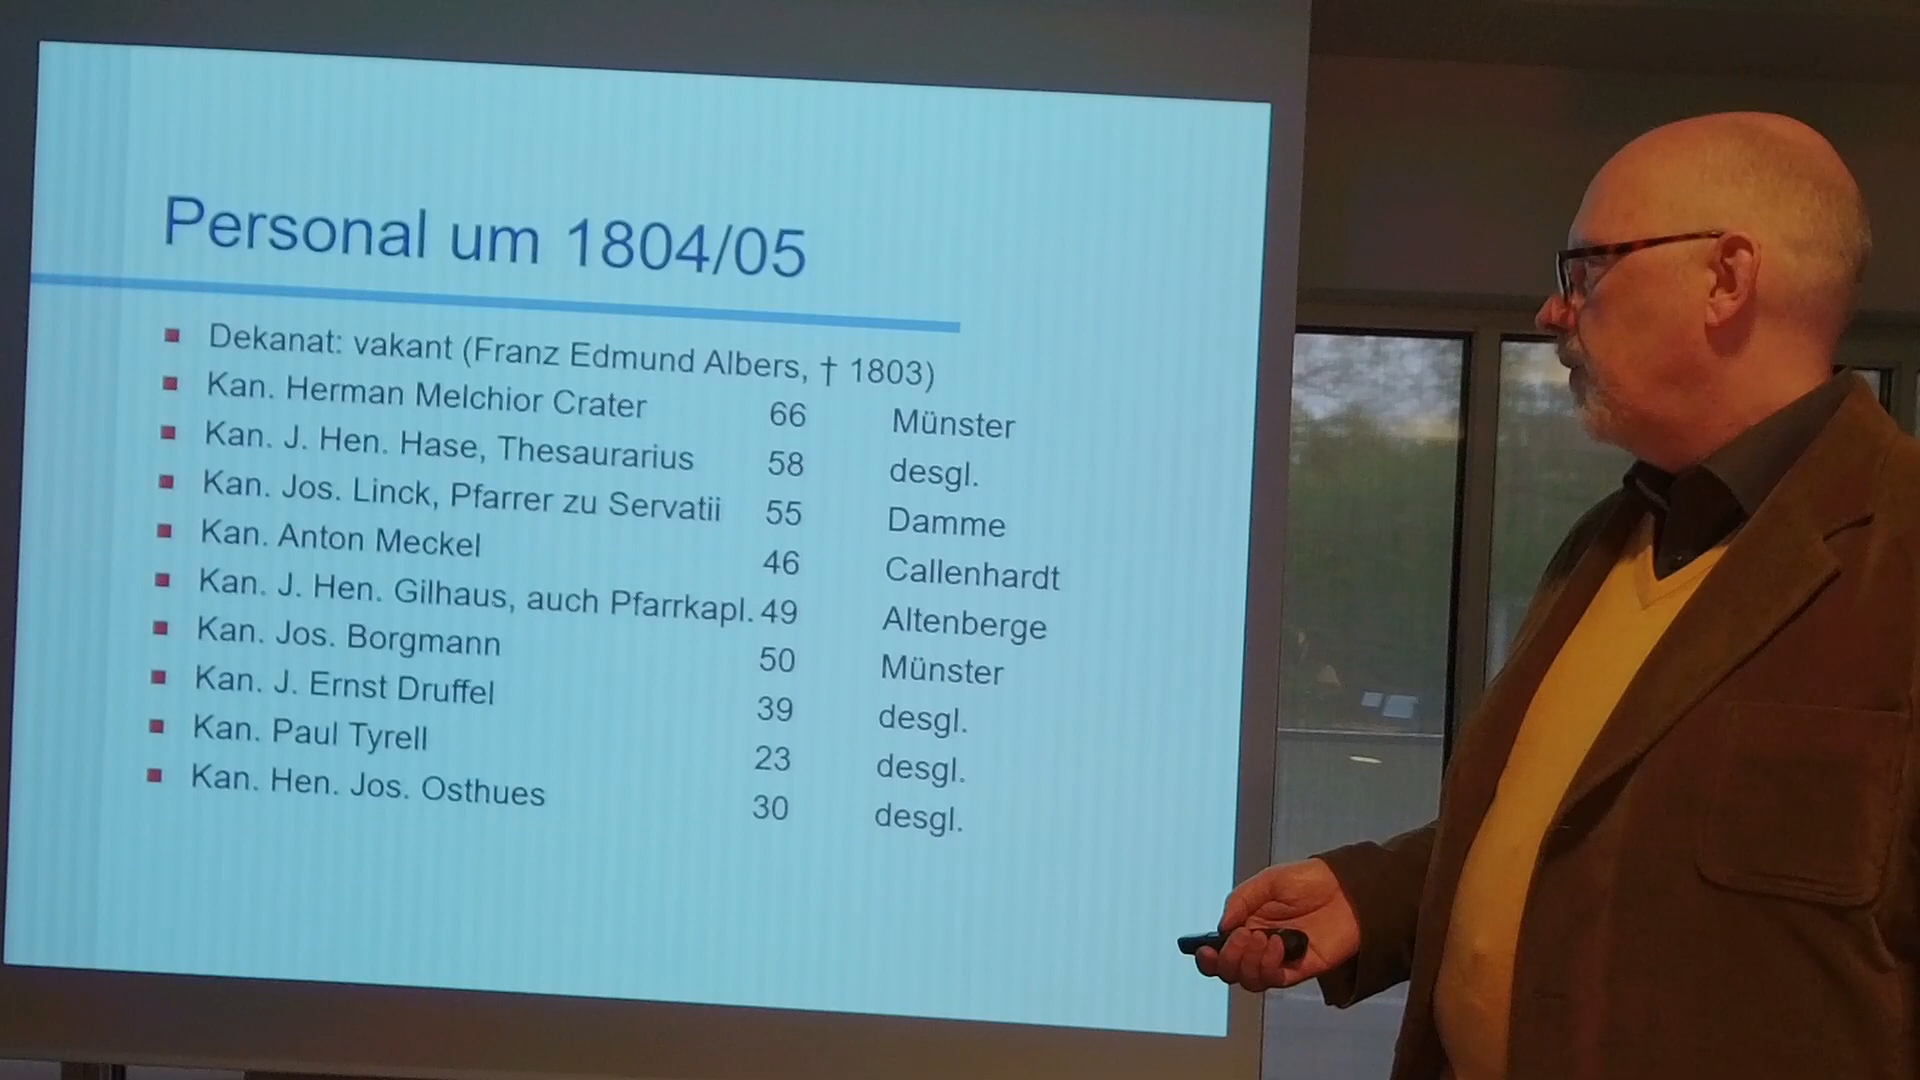 Personal um 1804/05
Dekanat: vakant (Franz Edmund Albers, † 1803)
Kan. Herman Melchior Crater 66 Münster
Kan. J. Hen. Hase, Thesaurarius 58 desgl.
Kan. Jos. Linck, Pfarrer zu Servatii 55 Damme
Kan. Anton Meckel 46 Callenhardt
Kan. J. Hen. Gilhaus, auch Pfarrkapl. 49 Altenberge
Kan. Jos. Borgmann 50 Münster
Kan. J. Ernst Druffel 39 desgl.
Kan. Paul Tyrell 23 desgl.
Kan. Hen. Jos. Osthues 30 desgl.